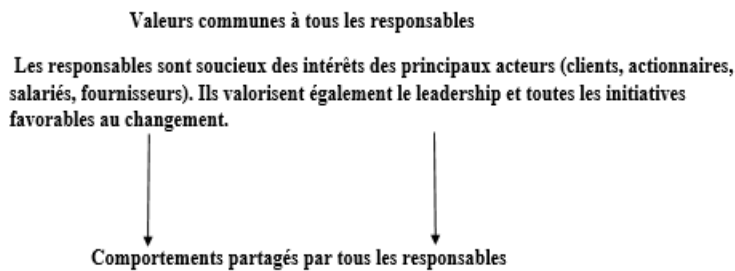 Valeurs communes à tous les responsables
Les responsables sont soucieux des intérêts des principaux acteurs (clients, actionnaires,
salariés, fournisseurs). Ils valorisent également le leadership et toutes les initiatives
favorables au changement.
Comportements partagés par tous les responsables